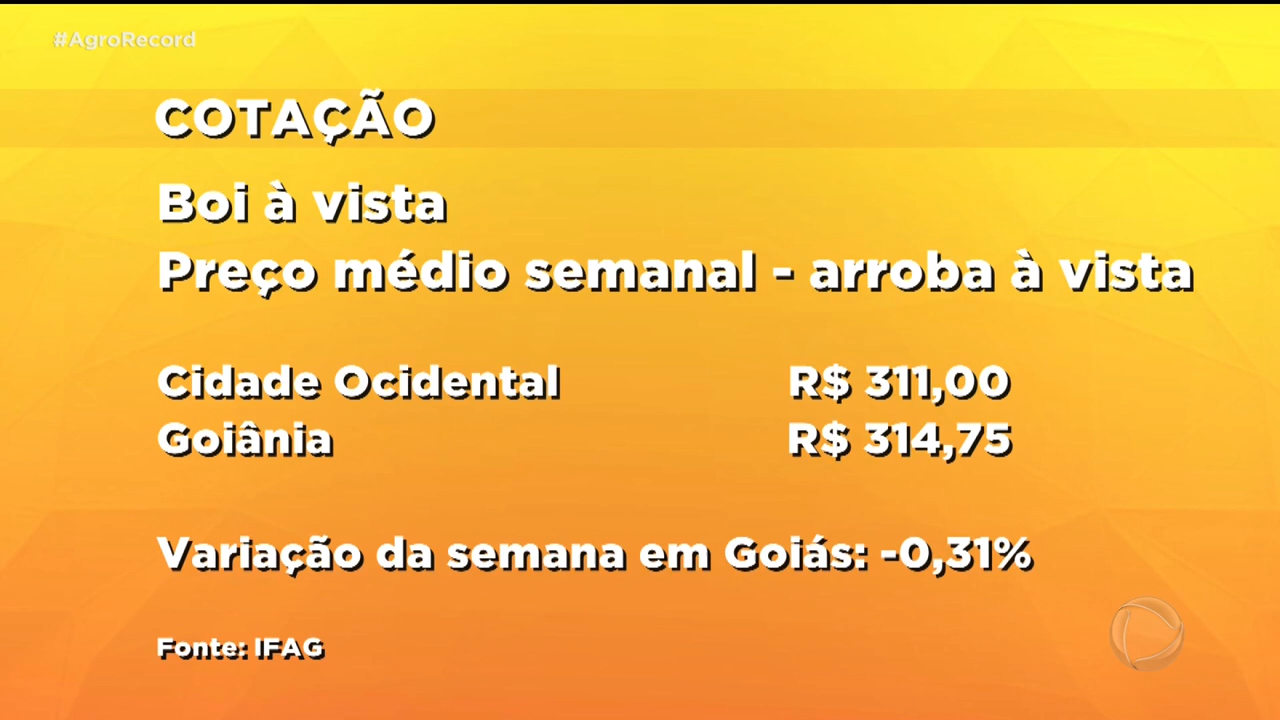 #AgroRecord
COTAÇÃO
Boi à vista
Preço médio semanal - arroba à vista
Cidade Ocidental R$ 311,00
Goiânia R$ 314,75
Variação da semana em Goiás: -0,31%
Fonte: IFAG